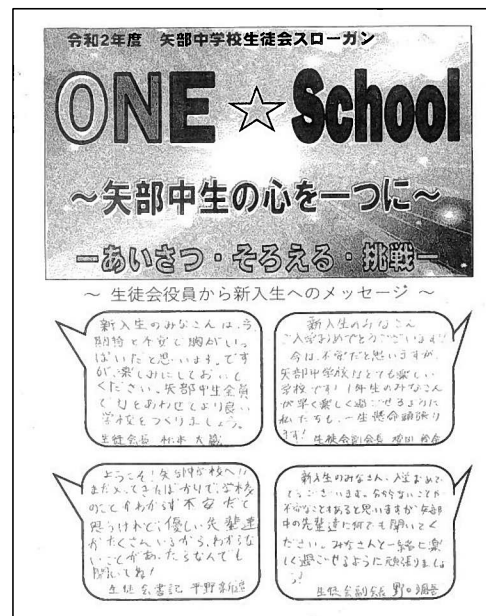 令和2年度　矢部中学校生徒会スローガン
ONE ☆ School
～矢部中生の心を一つに～
ーあいさつ・そろえる・挑戦ー
～ 生徒会役員から新入生へのメッセージ ～
新入生のみなさんは、今、
期待と不安で胸がいっ
ぱいだと思います。です
が、楽しみにしておいて
ください。矢部中生全員
で力をあわせてより良い
学校をつくりましょう。
生徒会長
新入生のみなさん
ご入学おめでとうございます!
今は、不安だと思いますが、
矢部中学校はとても楽しい
学校です! 1年生のみなさん
が早く楽しく過ごせるように
私たちも、一生懸命頑張り
ます! 生徒会副会長
ようこそ!矢部中学校へ!!
まだ入ってきたばかりで、学校
のことがわからず不安だと
思うけれど、優しい先輩達
がたくさんいるから、わからな
いことがあったらなんでも
聞いてね!
生徒会書記 平野
新入生のみなさん、入学おめで
とうございます。分からないことや
不安なこともあると思いますが矢部
中の先輩達に何でも聞いてく
ださい。みなさんと一緒に楽
しく過ごせるように頑張りましょ
う!
生徒会副会長 野口